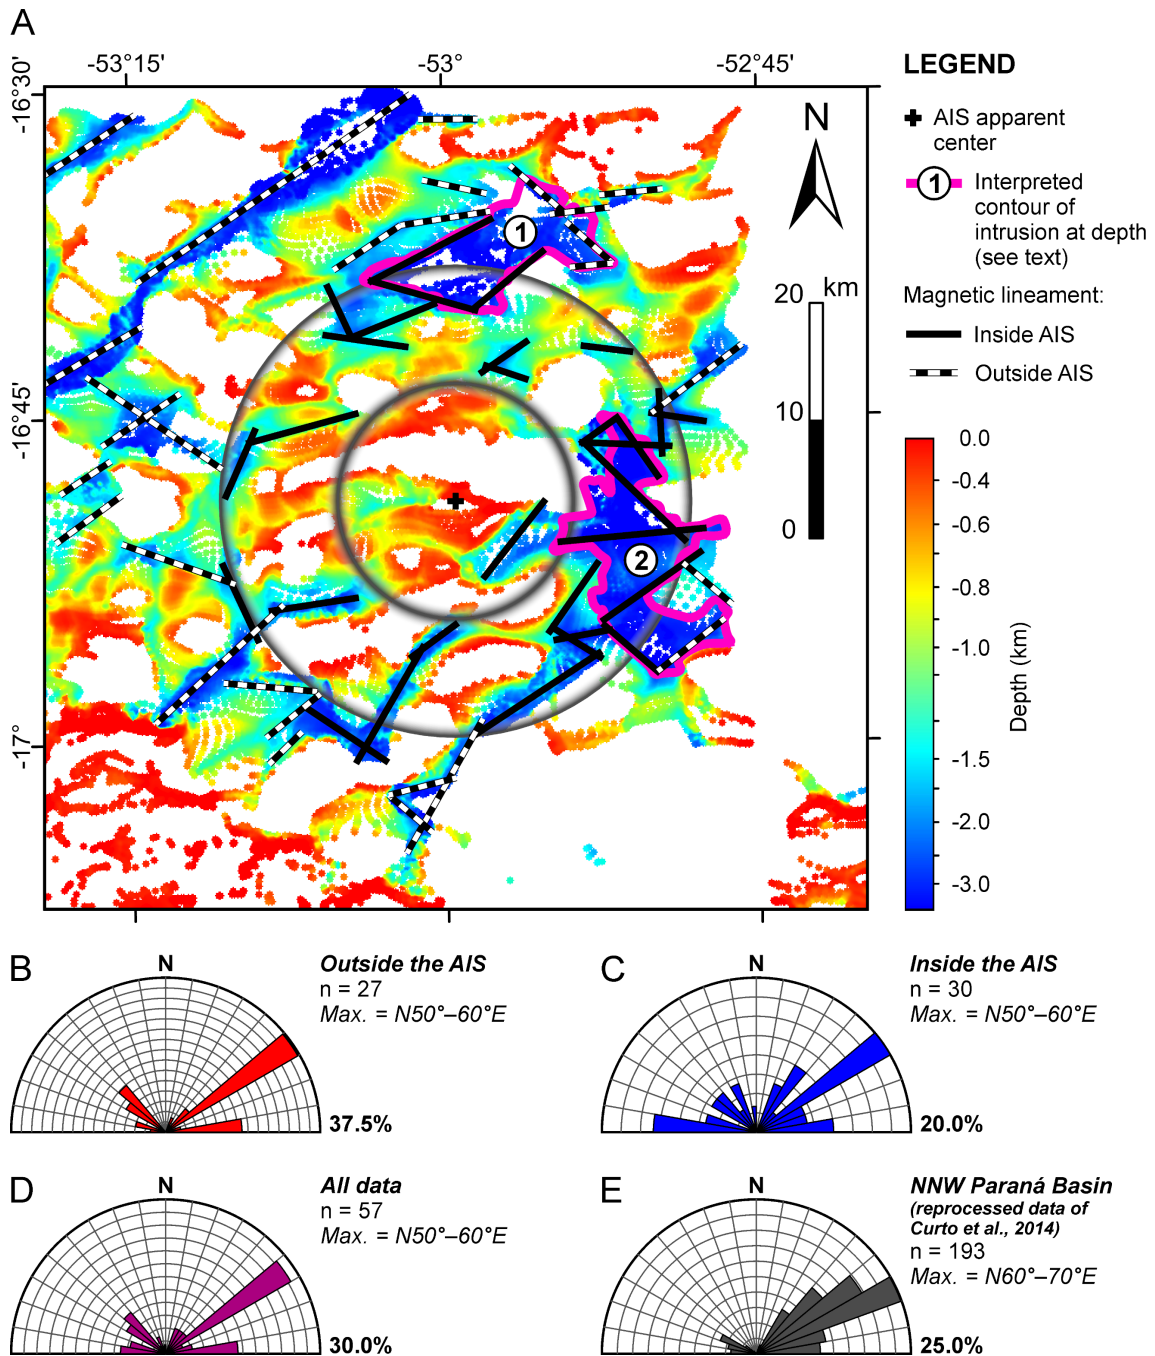 A
-53°15'
-53°
-52°45'
-16°30'
-16°45'
-17°
N
km
20
10
0
1
2
LEGEND
AIS apparent
center
1
Interpreted
contour of
intrusion at depth
(see text)
Magnetic lineament:
Inside AIS
Outside AIS
0.0
-0.4
-0.6
-0.8
-1.0
-1.5
-2.0
-3.0
Depth (km)
B
N
Outside the AIS
n = 27
Max. = N50°–60°E
37.5%
C
N
Inside the AIS
n = 30
Max. = N50°–60°E
20.0%
D
N
All data
n = 57
Max. = N50°–60°E
30.0%
E
N
NNW Paraná Basin
(reprocessed data of
Curto et al., 2014)
n = 193
Max. = N60°–70°E
25.0%